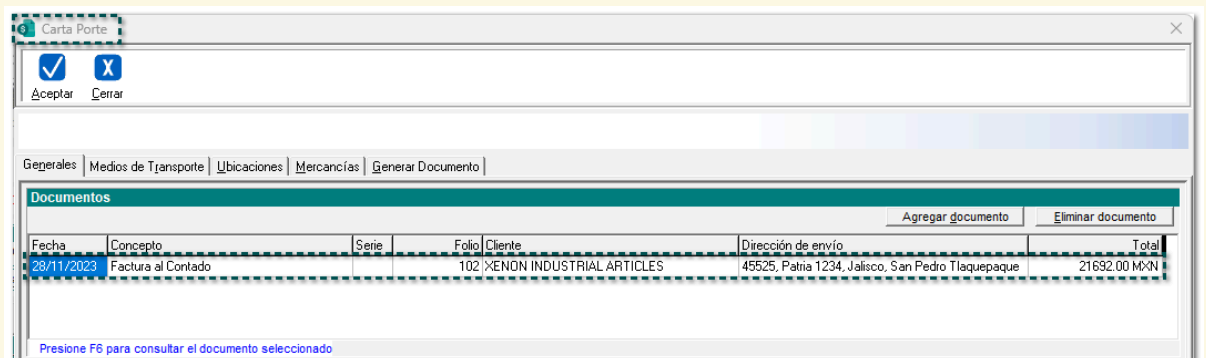 Carta Porte
Aceptar Cerrar
Generales Medios de Transporte Ubicaciones Mercancías Generar Documento
Documentos
Agregar documento Eliminar documento
Fecha Concepto Serie Folio Cliente Dirección de envío Total
28/11/2023 Factura al Contado 102 XENON INDUSTRIAL ARTICLES 45525, Patria 1234, Jalisco, San Pedro Tlaquepaque 21692.00 MXN
Presione F6 para consultar el documento seleccionado